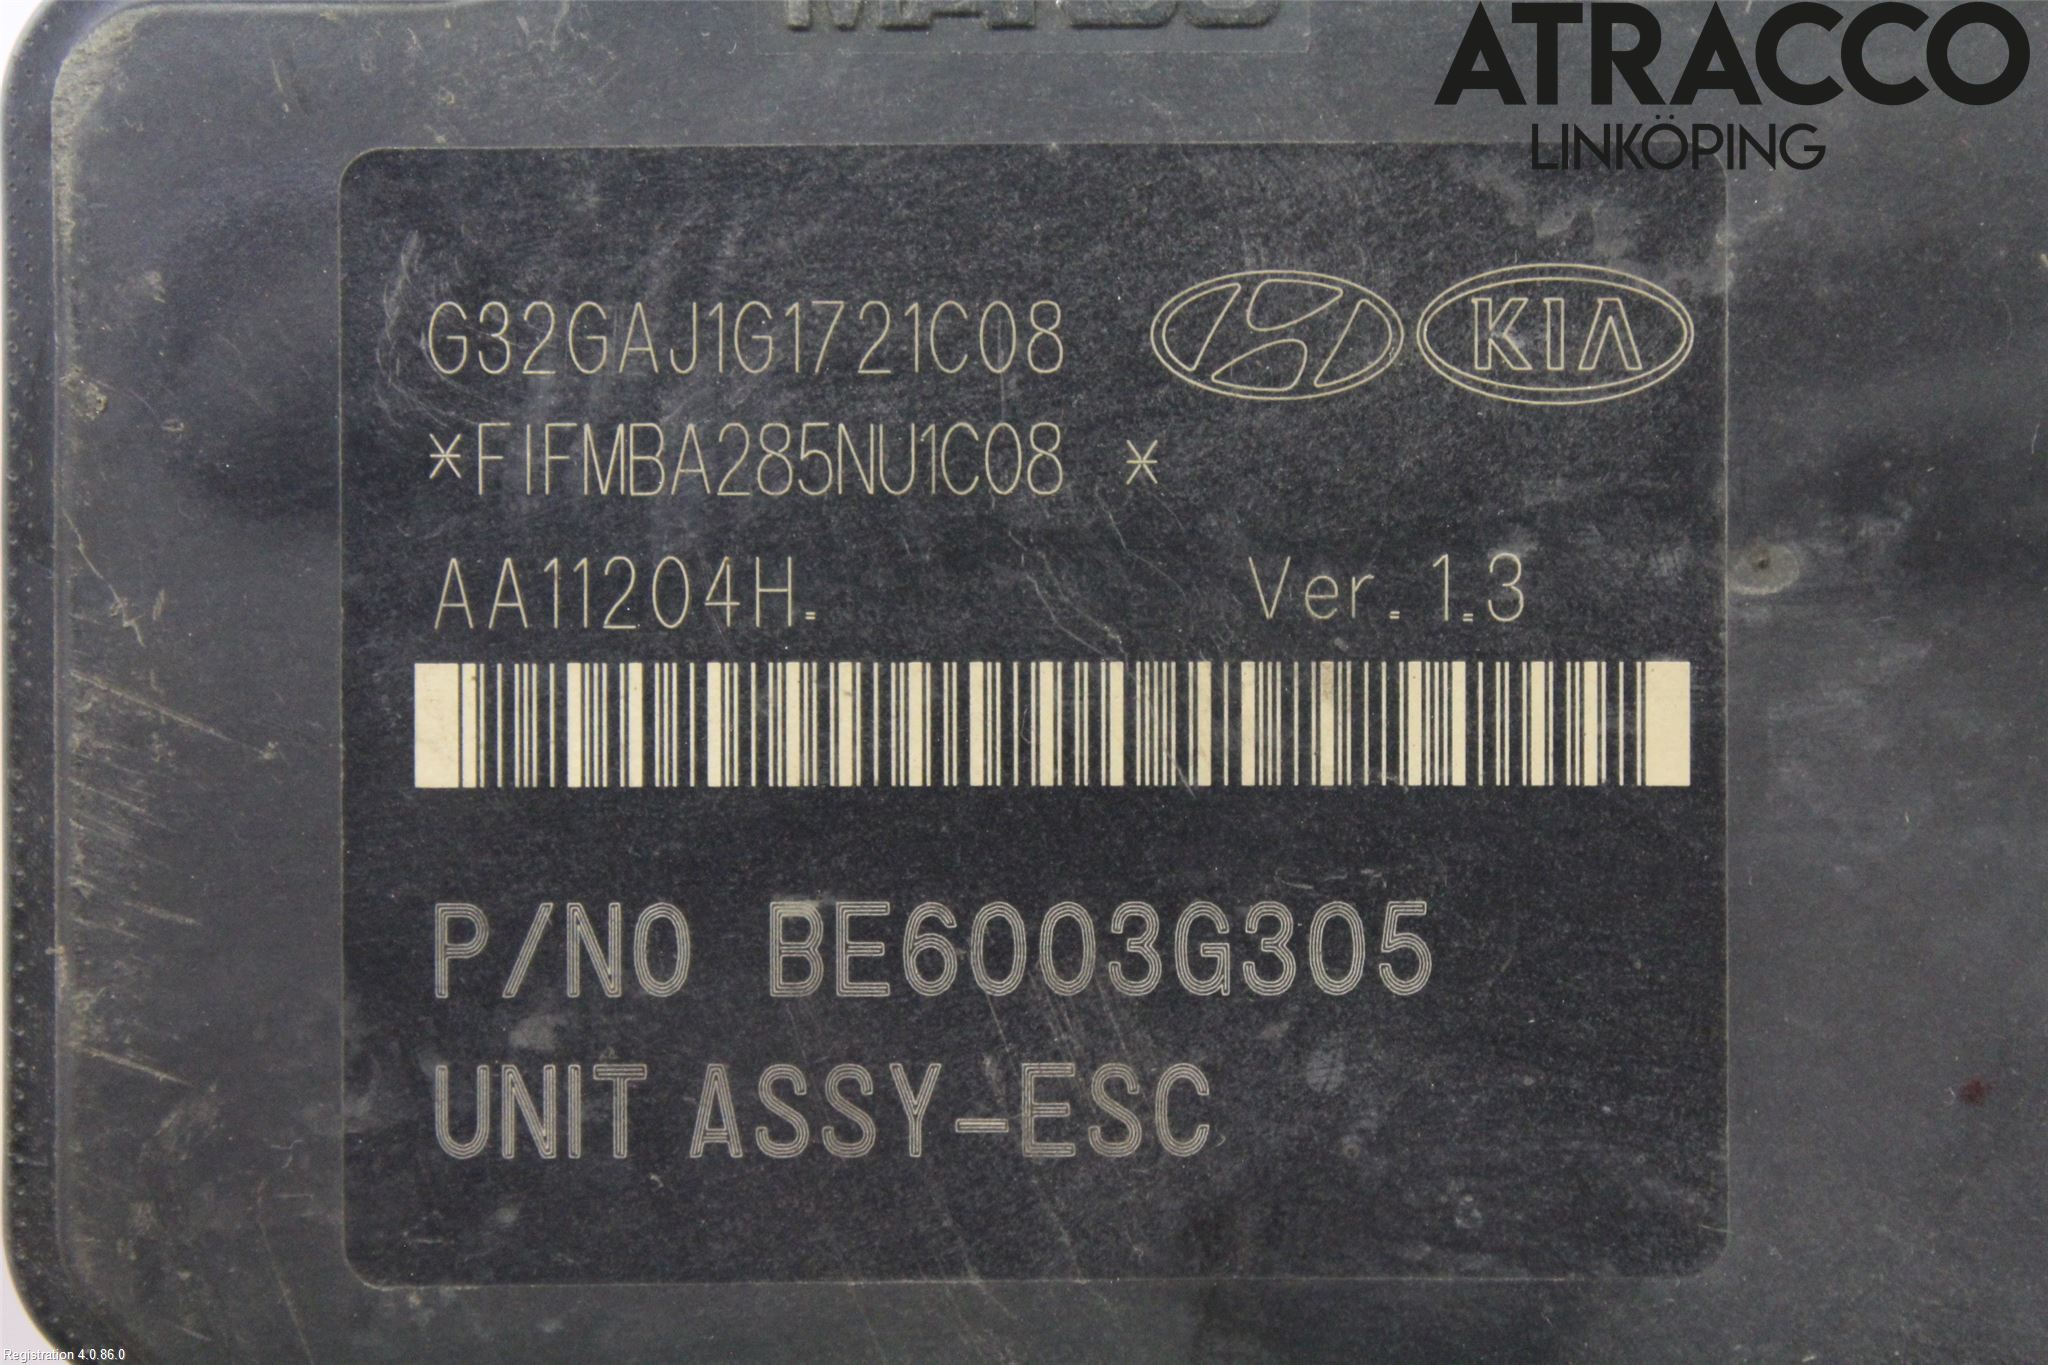 MANDO
ATRACCO
LINKÖPING
G32GAJ1G1721C08
KIA
*FIFMBA285NU1C08 *
AA11204H.
Ver. 1.3
P/NO BE6003G305
UNIT ASSY-ESC
Registration 4.0.86.0